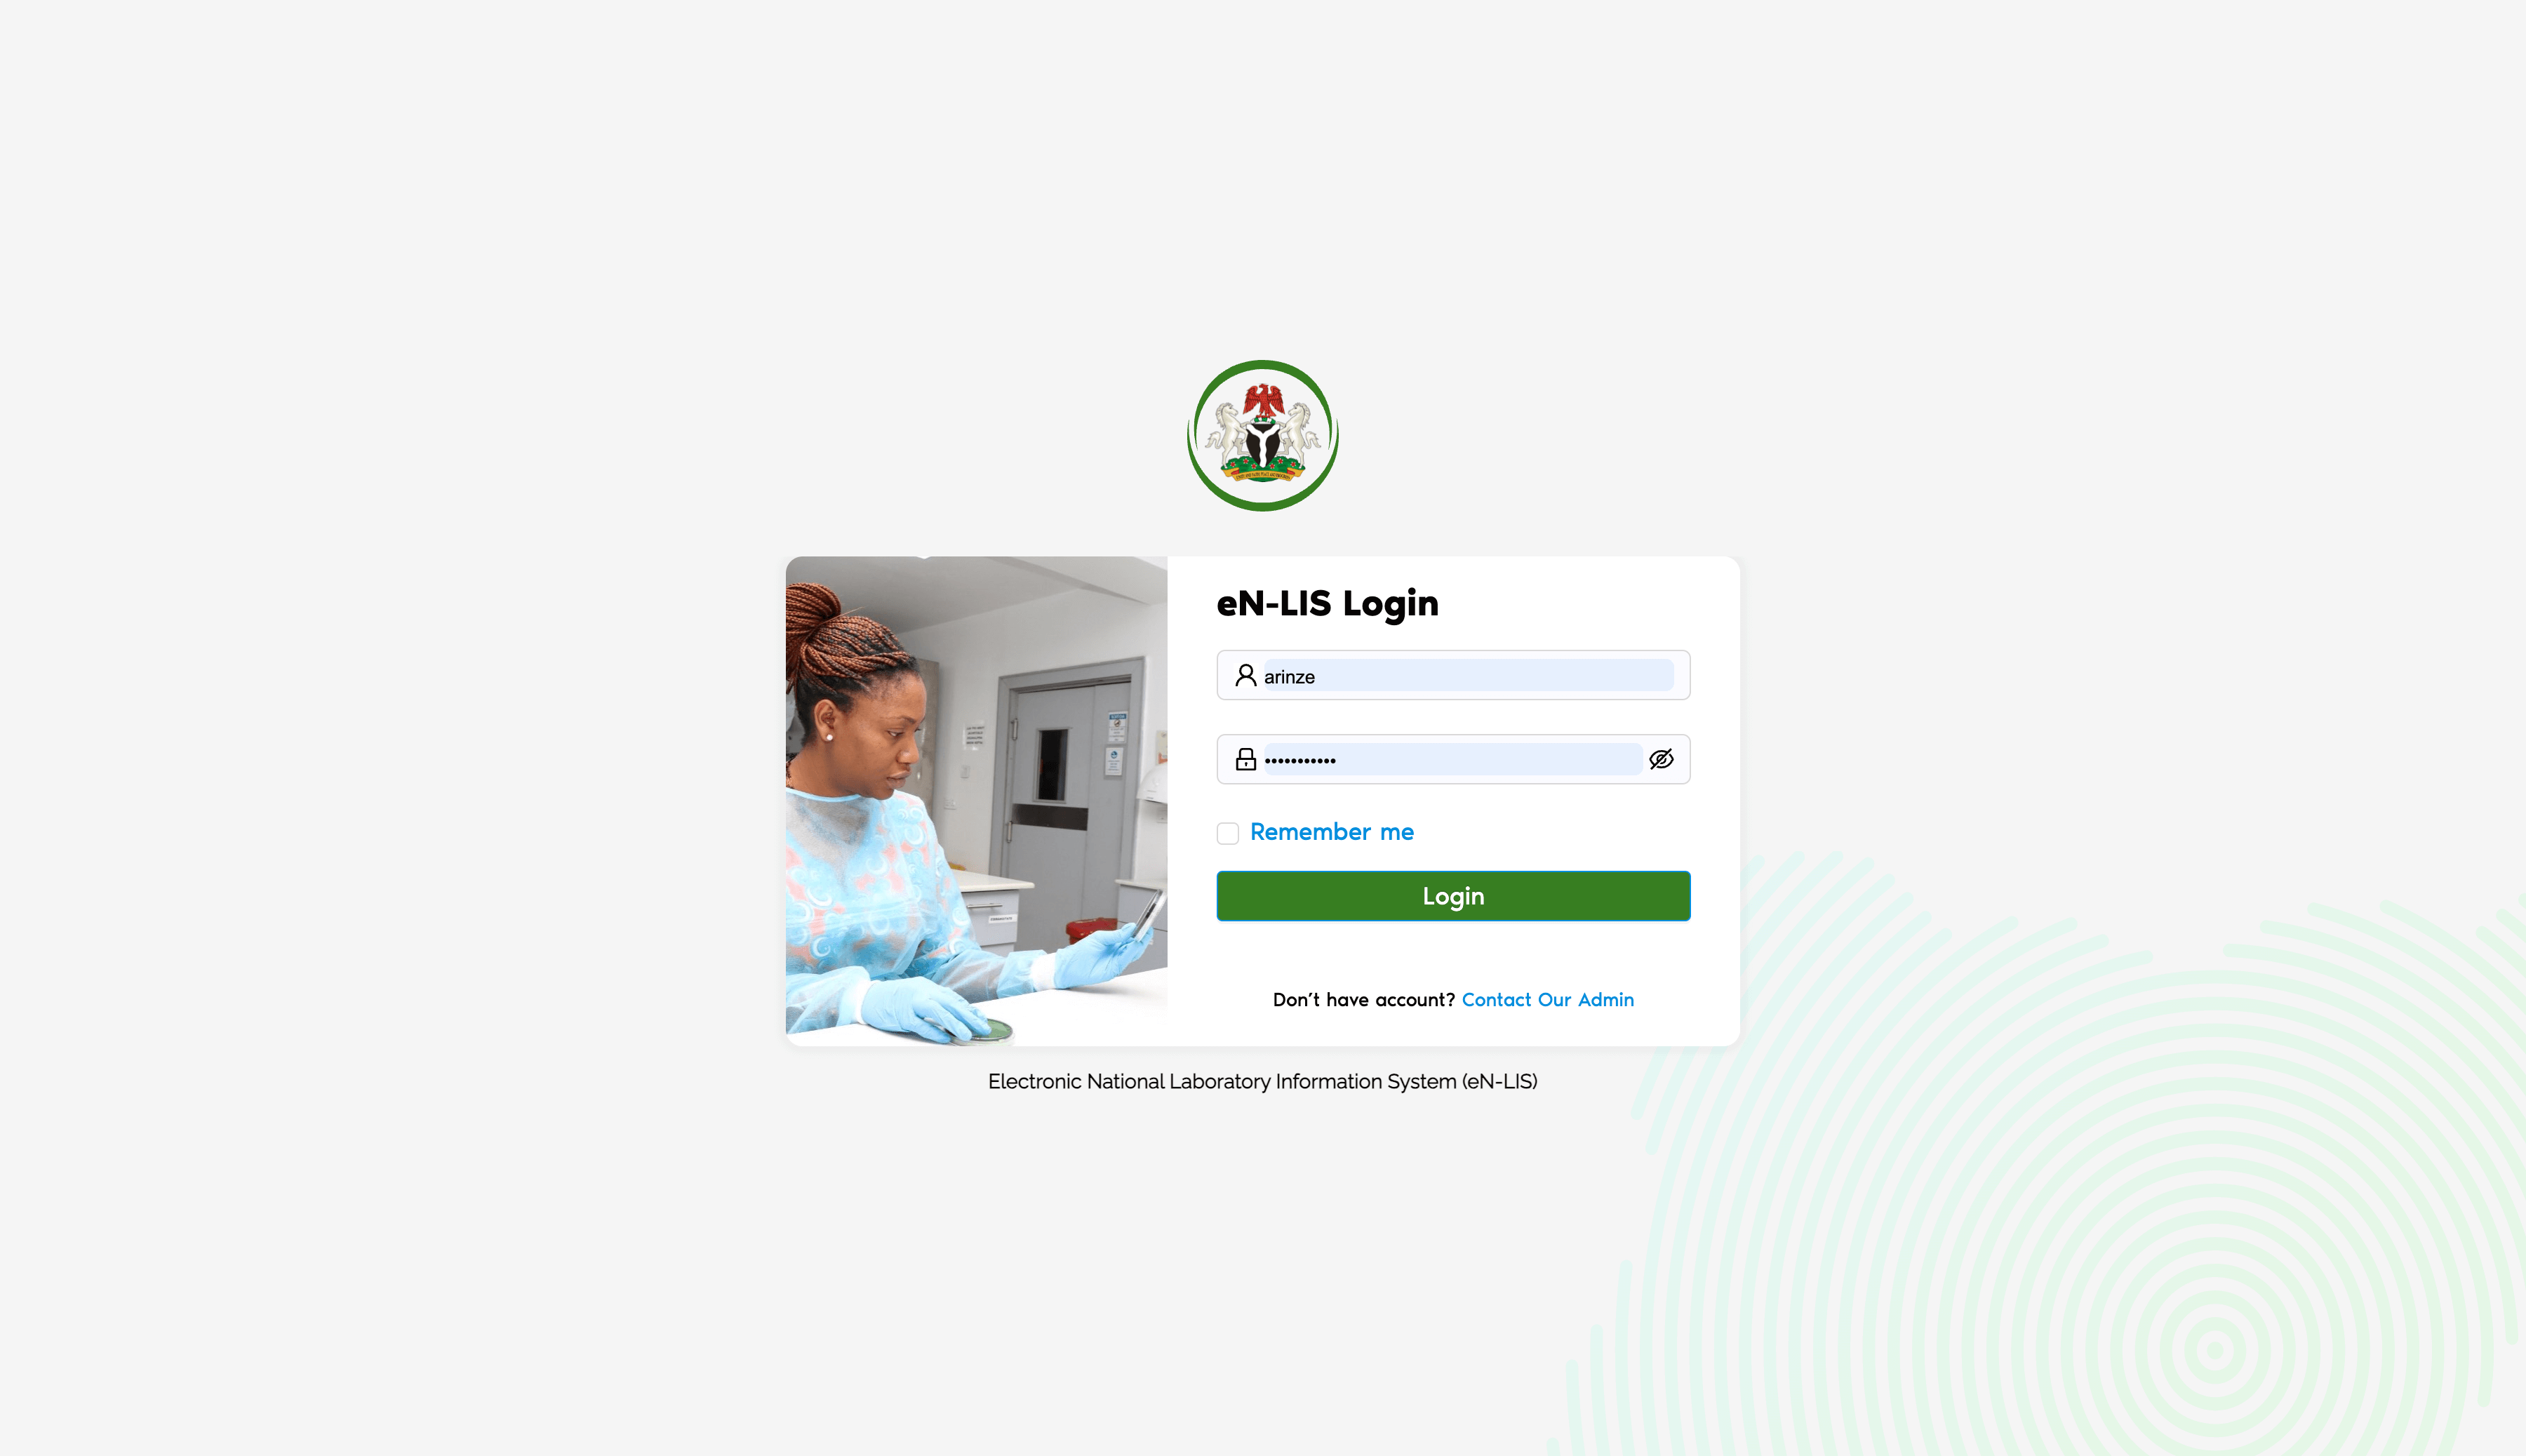 eN-LIS Login
arinze
•••••••••••
Remember me
Login
Don't have account? Contact Our Admin
Electronic National Laboratory Information System (eN-LIS)